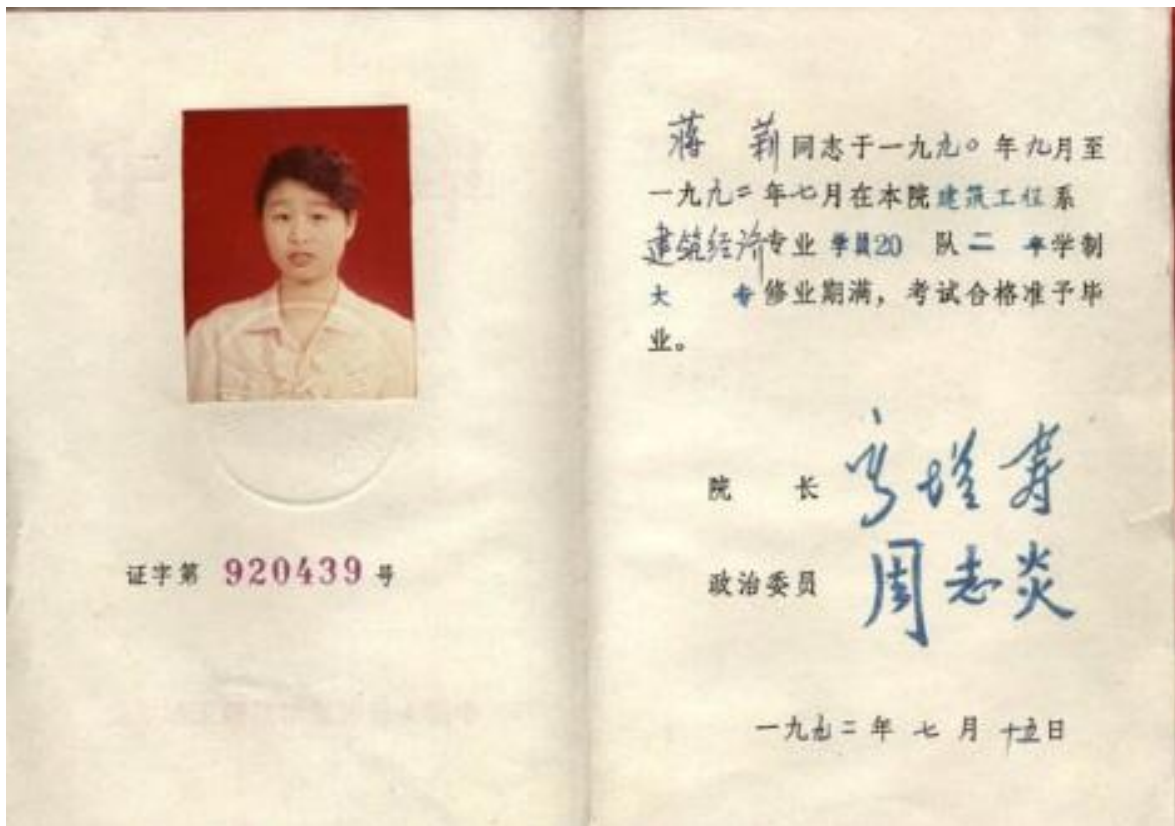 证字第 920439 号
蒋 莉同志于一九九〇年九月至
一九九二年七月在本院建筑工程系
建筑经济专业 学员20 队二 年学制
大 专修业期满，考试合格准予毕
业。
院 长 高增寿
政治委员 周志炎
一九九二年 七 月 十五日